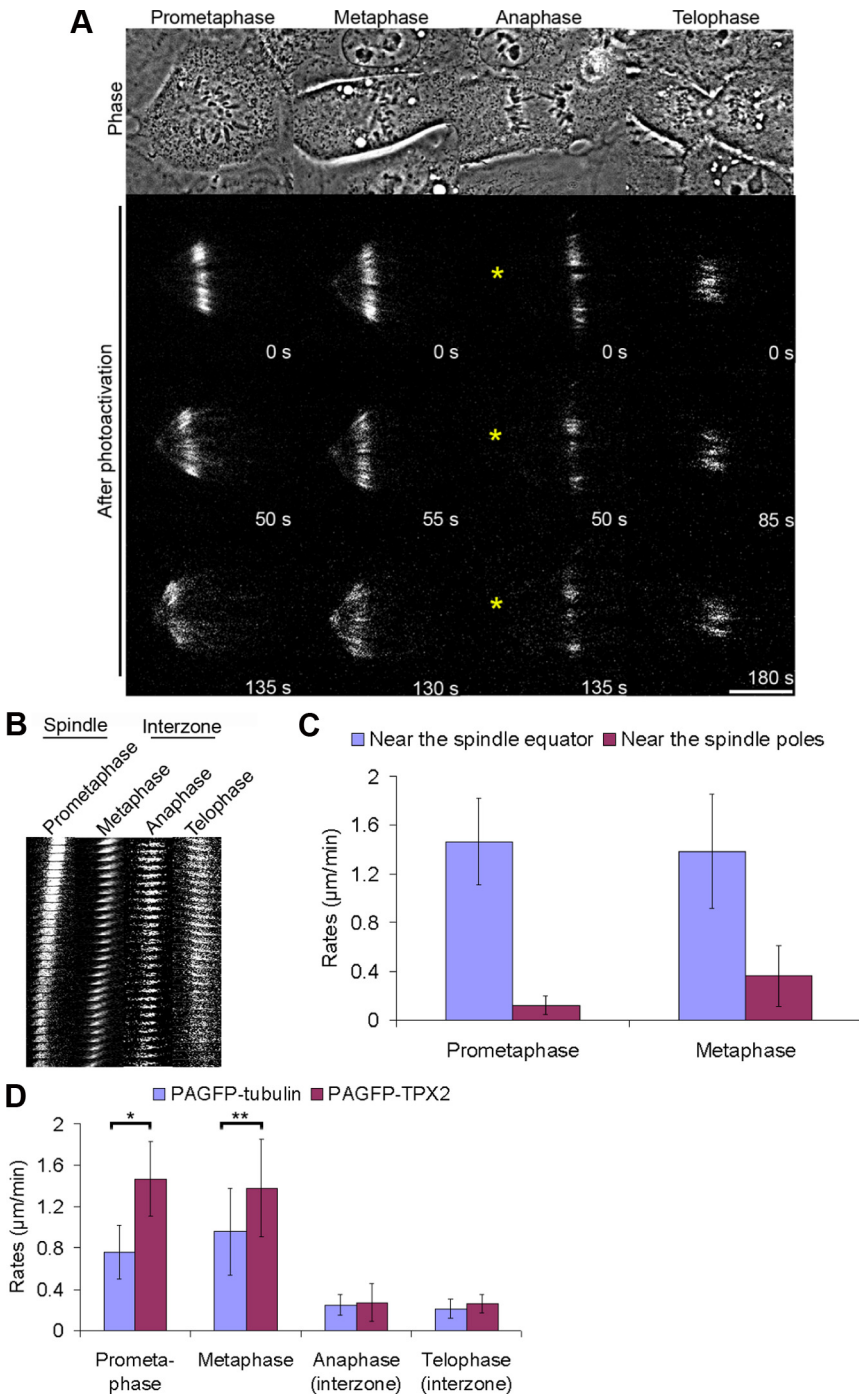 A
Prometaphase Metaphase Anaphase Telophase
Phase
After photoactivation
* 
0 s 0 s 0 s 0 s
*
50 s 55 s 50 s 85 s
*
135 s 130 s 135 s 180 s
B
Spindle Interzone
Prometaphase Metaphase Anaphase Telophase
C
Near the spindle equator Near the spindle poles
Rates (µm/min)
2
1.6
1.2
0.8
0.4
0
Prometaphase Metaphase
D
PAGFP-tubulin PAGFP-TPX2
* **
Rates (µm/min)
2
1.6
1.2
0.8
0.4
0
Prometa- Metaphase Anaphase Telophase
phase (interzone) (interzone)